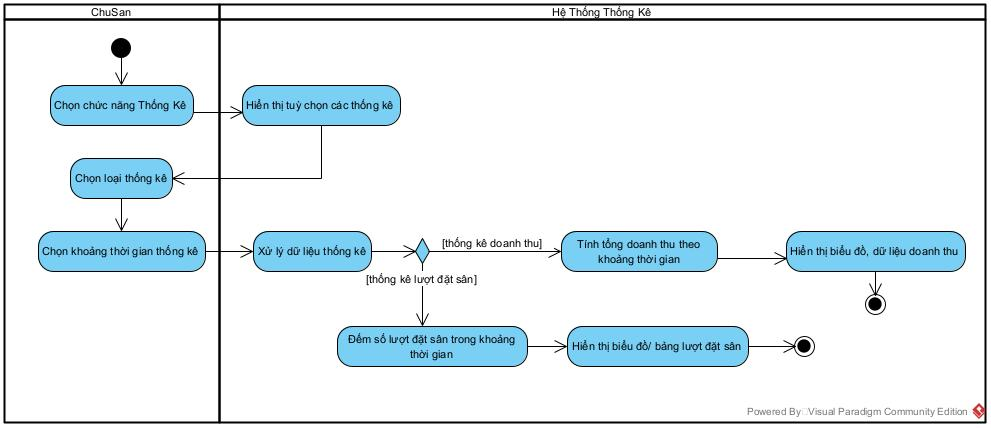 ChuSan
Hệ Thống Thống Kê
Chọn chức năng Thống Kê
Hiển thị tuỳ chọn các thống kê
Chọn loại thống kê
Chọn khoảng thời gian thống kê
Xử lý dữ liệu thống kê
[thống kê doanh thu]
Tính tổng doanh thu theo
khoảng thời gian
Hiển thị biểu đồ, dữ liệu doanh thu
[thống kê lượt đặt sân]
Đếm số lượt đặt sân trong khoảng
thời gian
Hiển thị biểu đồ/ bảng lượt đặt sân
Powered By Visual Paradigm Community Edition